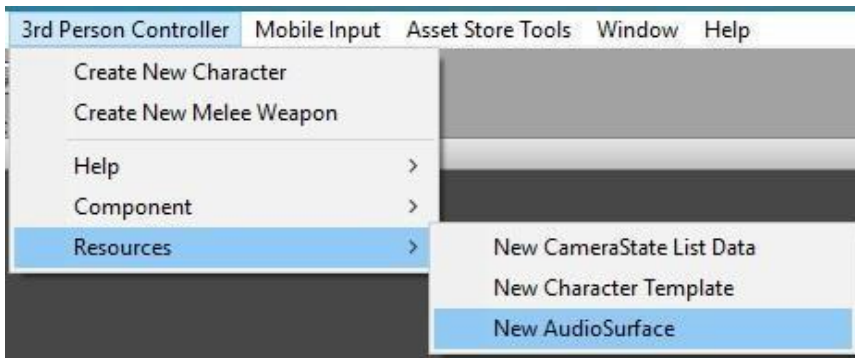 3rd Person Controller Mobile Input Asset Store Tools Window Help
Create New Character
Create New Melee Weapon
Help
Component
Resources
New CameraState List Data
New Character Template
New AudioSurface